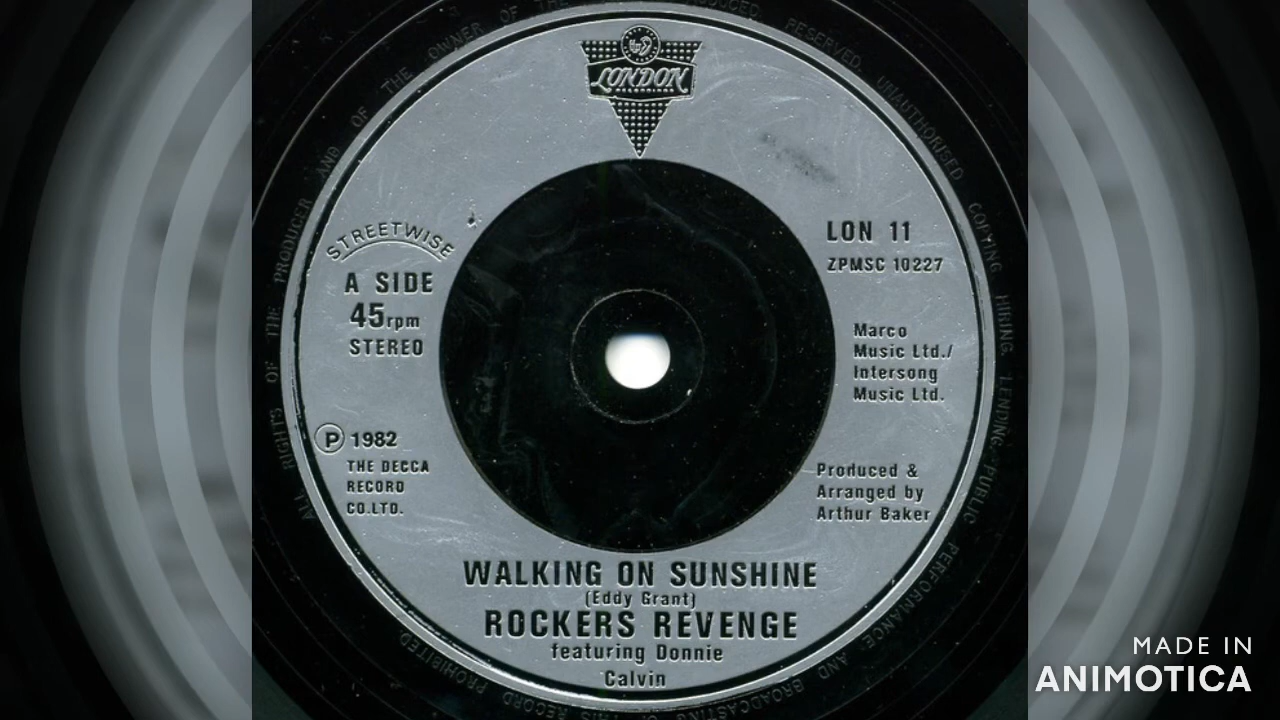 LONDON
STREETWISE
A SIDE
45rpm
STEREO
LON 11
ZPMSC 10227
Marco
Music Ltd./
Intersong
Music Ltd.
P 1982
THE DECCA
RECORD
CO.LTD.
Produced &
Arranged by
Arthur Baker
WALKING ON SUNSHINE
(Eddy Grant)
ROCKERS REVENGE
featuring Donnie
Calvin
ALL RIGHTS OF THE PRODUCER AND OF THE OWNER OF THE RESERVED. UNAUTHORISED COPYING, HIRING, LENDING, PUBLIC PERFORMANCE AND BROADCASTING OF THIS RECORD PROHIBITED
MADE IN
ANIMOTICA